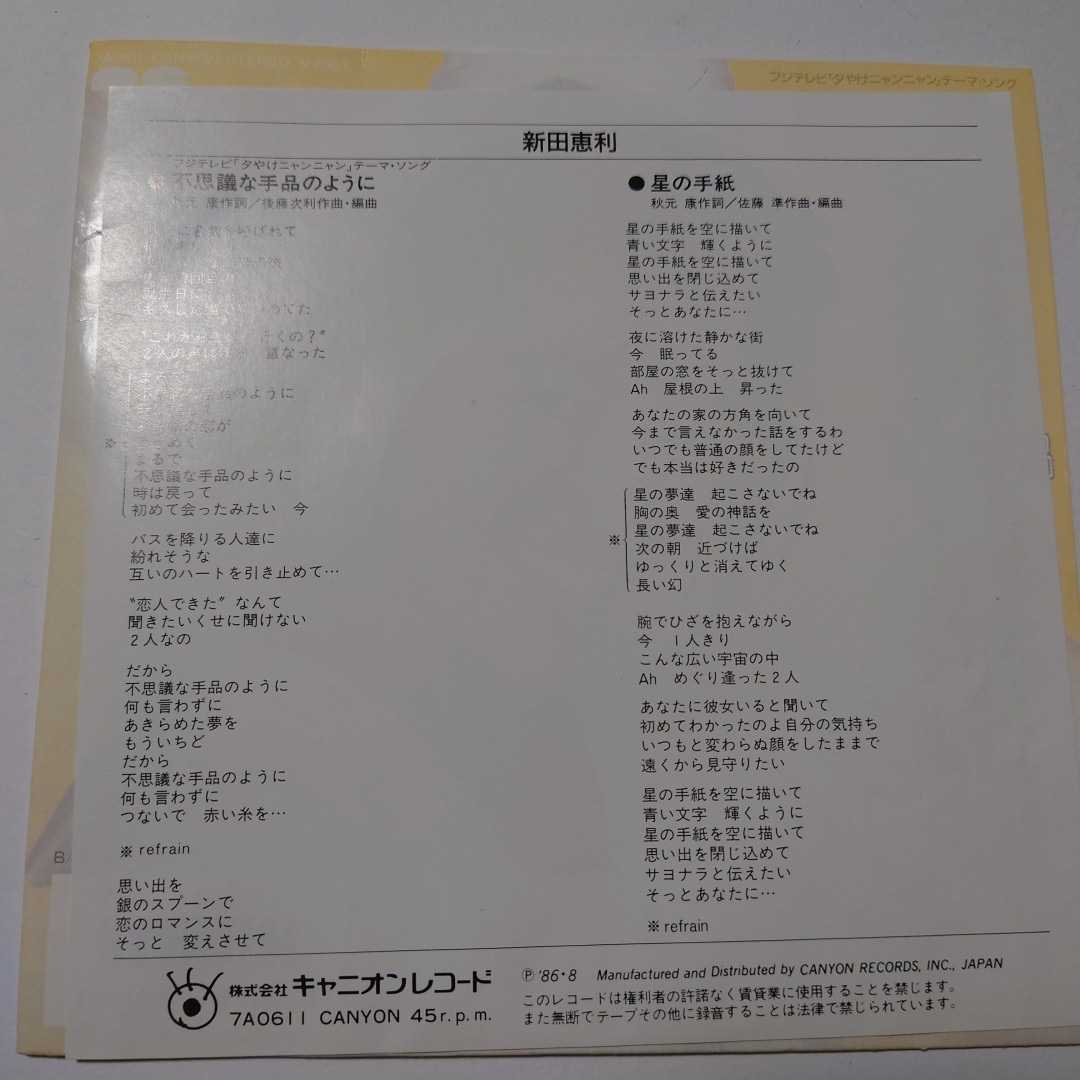 フジテレビ「夕やけニャンニャン」テーマ・ソング
新田恵利
フジテレビ「夕やけニャンニャン」テーマ・ソング
不思議な手品のように
秋元 康作詞/後藤次利作曲・編曲
２人の
のように
恋が
※
まるで
不思議な手品のように
時は戻って
初めて会ったみたい 今
バスを降りる人達に
紛れそうな
互いのハートを引き止めて…
“恋人できた” なんて
聞きたいくせに聞けない
２人なの
だから
不思議な手品のように
何も言わずに
あきらめた夢を
もういちど
だから
不思議な手品のように
何も言わずに
つないで 赤い糸を…
※ refrain
思い出を
銀のスプーンで
恋のロマンスに
そっと 変えさせて
● 星の手紙
秋元 康作詞/佐藤 準作曲・編曲
星の手紙を空に描いて
青い文字 輝くように
星の手紙を空に描いて
思い出を閉じ込めて
サヨナラと伝えたい
そっとあなたに…
夜に溶けた静かな街
今 眠ってる
部屋の窓をそっと抜けて
Ah 屋根の上 昇った
あなたの家の方角を向いて
今まで言えなかった話をするわ
いつでも普通の顔をしてたけど
でも本当は好きだったの
星の夢達 起こさないでね
胸の奥 愛の神話を
星の夢達 起こさないでね
※
次の朝 近づけば
ゆっくりと消えてゆく
長い幻
腕でひざを抱えながら
今 １人きり
こんな広い宇宙の中
Ah めぐり逢った２人
あなたに彼女いると聞いて
初めてわかったのよ自分の気持ち
いつもと変わらぬ顔をしたままで
遠くから見守りたい
星の手紙を空に描いて
青い文字 輝くように
星の手紙を空に描いて
思い出を閉じ込めて
サヨナラと伝えたい
そっとあなたに…
※ refrain
株式会社 キャニオンレコード
7A0611 CANYON 45r.p.m.
Ⓟ '86・8 Manufactured and Distributed by CANYON RECORDS, INC., JAPAN
このレコードは権利者の許諾なく賃貸業に使用することを禁じます。
また無断でテープその他に録音することは法律で禁じられています。